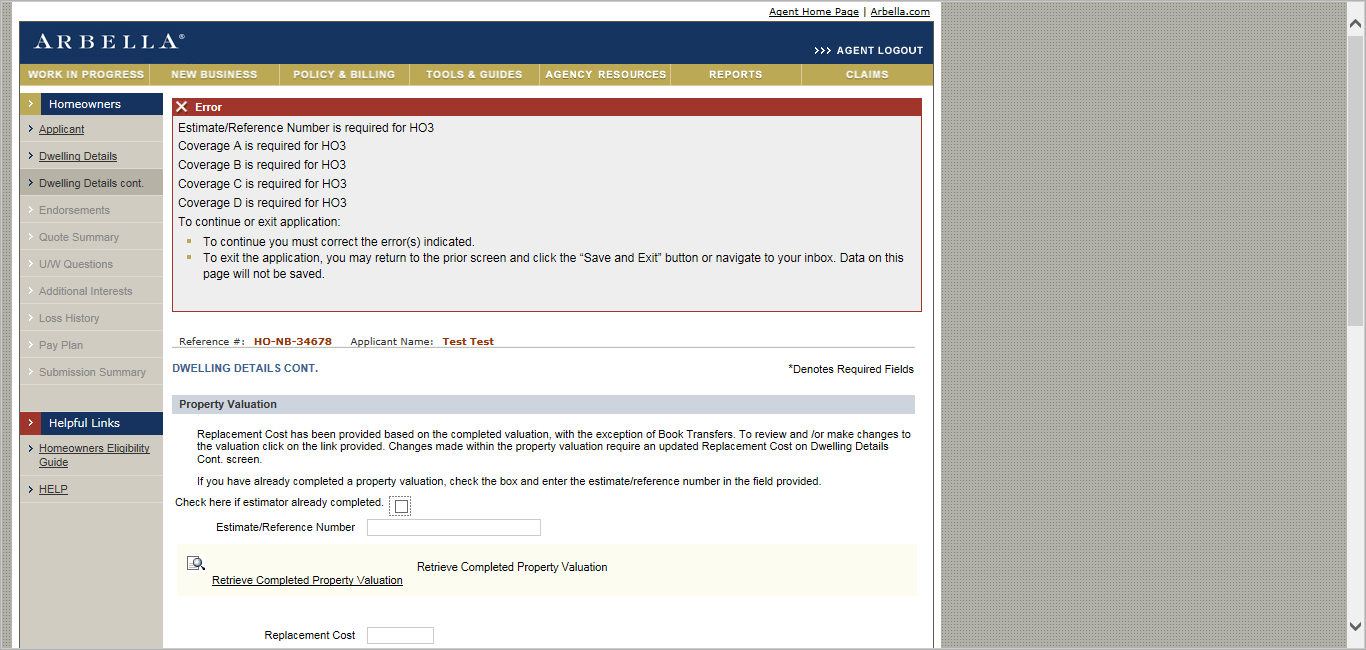 Agent Home Page | Arbella.com
ARBELLA®
>>> AGENT LOGOUT
WORK IN PROGRESS NEW BUSINESS POLICY & BILLING TOOLS & GUIDES AGENCY RESOURCES REPORTS CLAIMS
Homeowners
Applicant
Dwelling Details
Dwelling Details cont.
Endorsements
Quote Summary
U/W Questions
Additional Interests
Loss History
Pay Plan
Submission Summary
Helpful Links
Homeowners Eligibility
Guide
HELP
Error
Estimate/Reference Number is required for HO3
Coverage A is required for HO3
Coverage B is required for HO3
Coverage C is required for HO3
Coverage D is required for HO3
To continue or exit application:
To continue you must correct the error(s) indicated.
To exit the application, you may return to the prior screen and click the “Save and Exit” button or navigate to your inbox. Data on this
page will not be saved.
Reference #: HO-NB-34678 Applicant Name: Test Test
DWELLING DETAILS CONT. *Denotes Required Fields
Property Valuation
Replacement Cost has been provided based on the completed valuation, with the exception of Book Transfers. To review and /or make changes to
the valuation click on the link provided. Changes made within the property valuation require an updated Replacement Cost on Dwelling Details
Cont. screen.
If you have already completed a property valuation, check the box and enter the estimate/reference number in the field provided.
Check here if estimator already completed.
Estimate/Reference Number
Retrieve Completed Property Valuation
Retrieve Completed Property Valuation
Replacement Cost